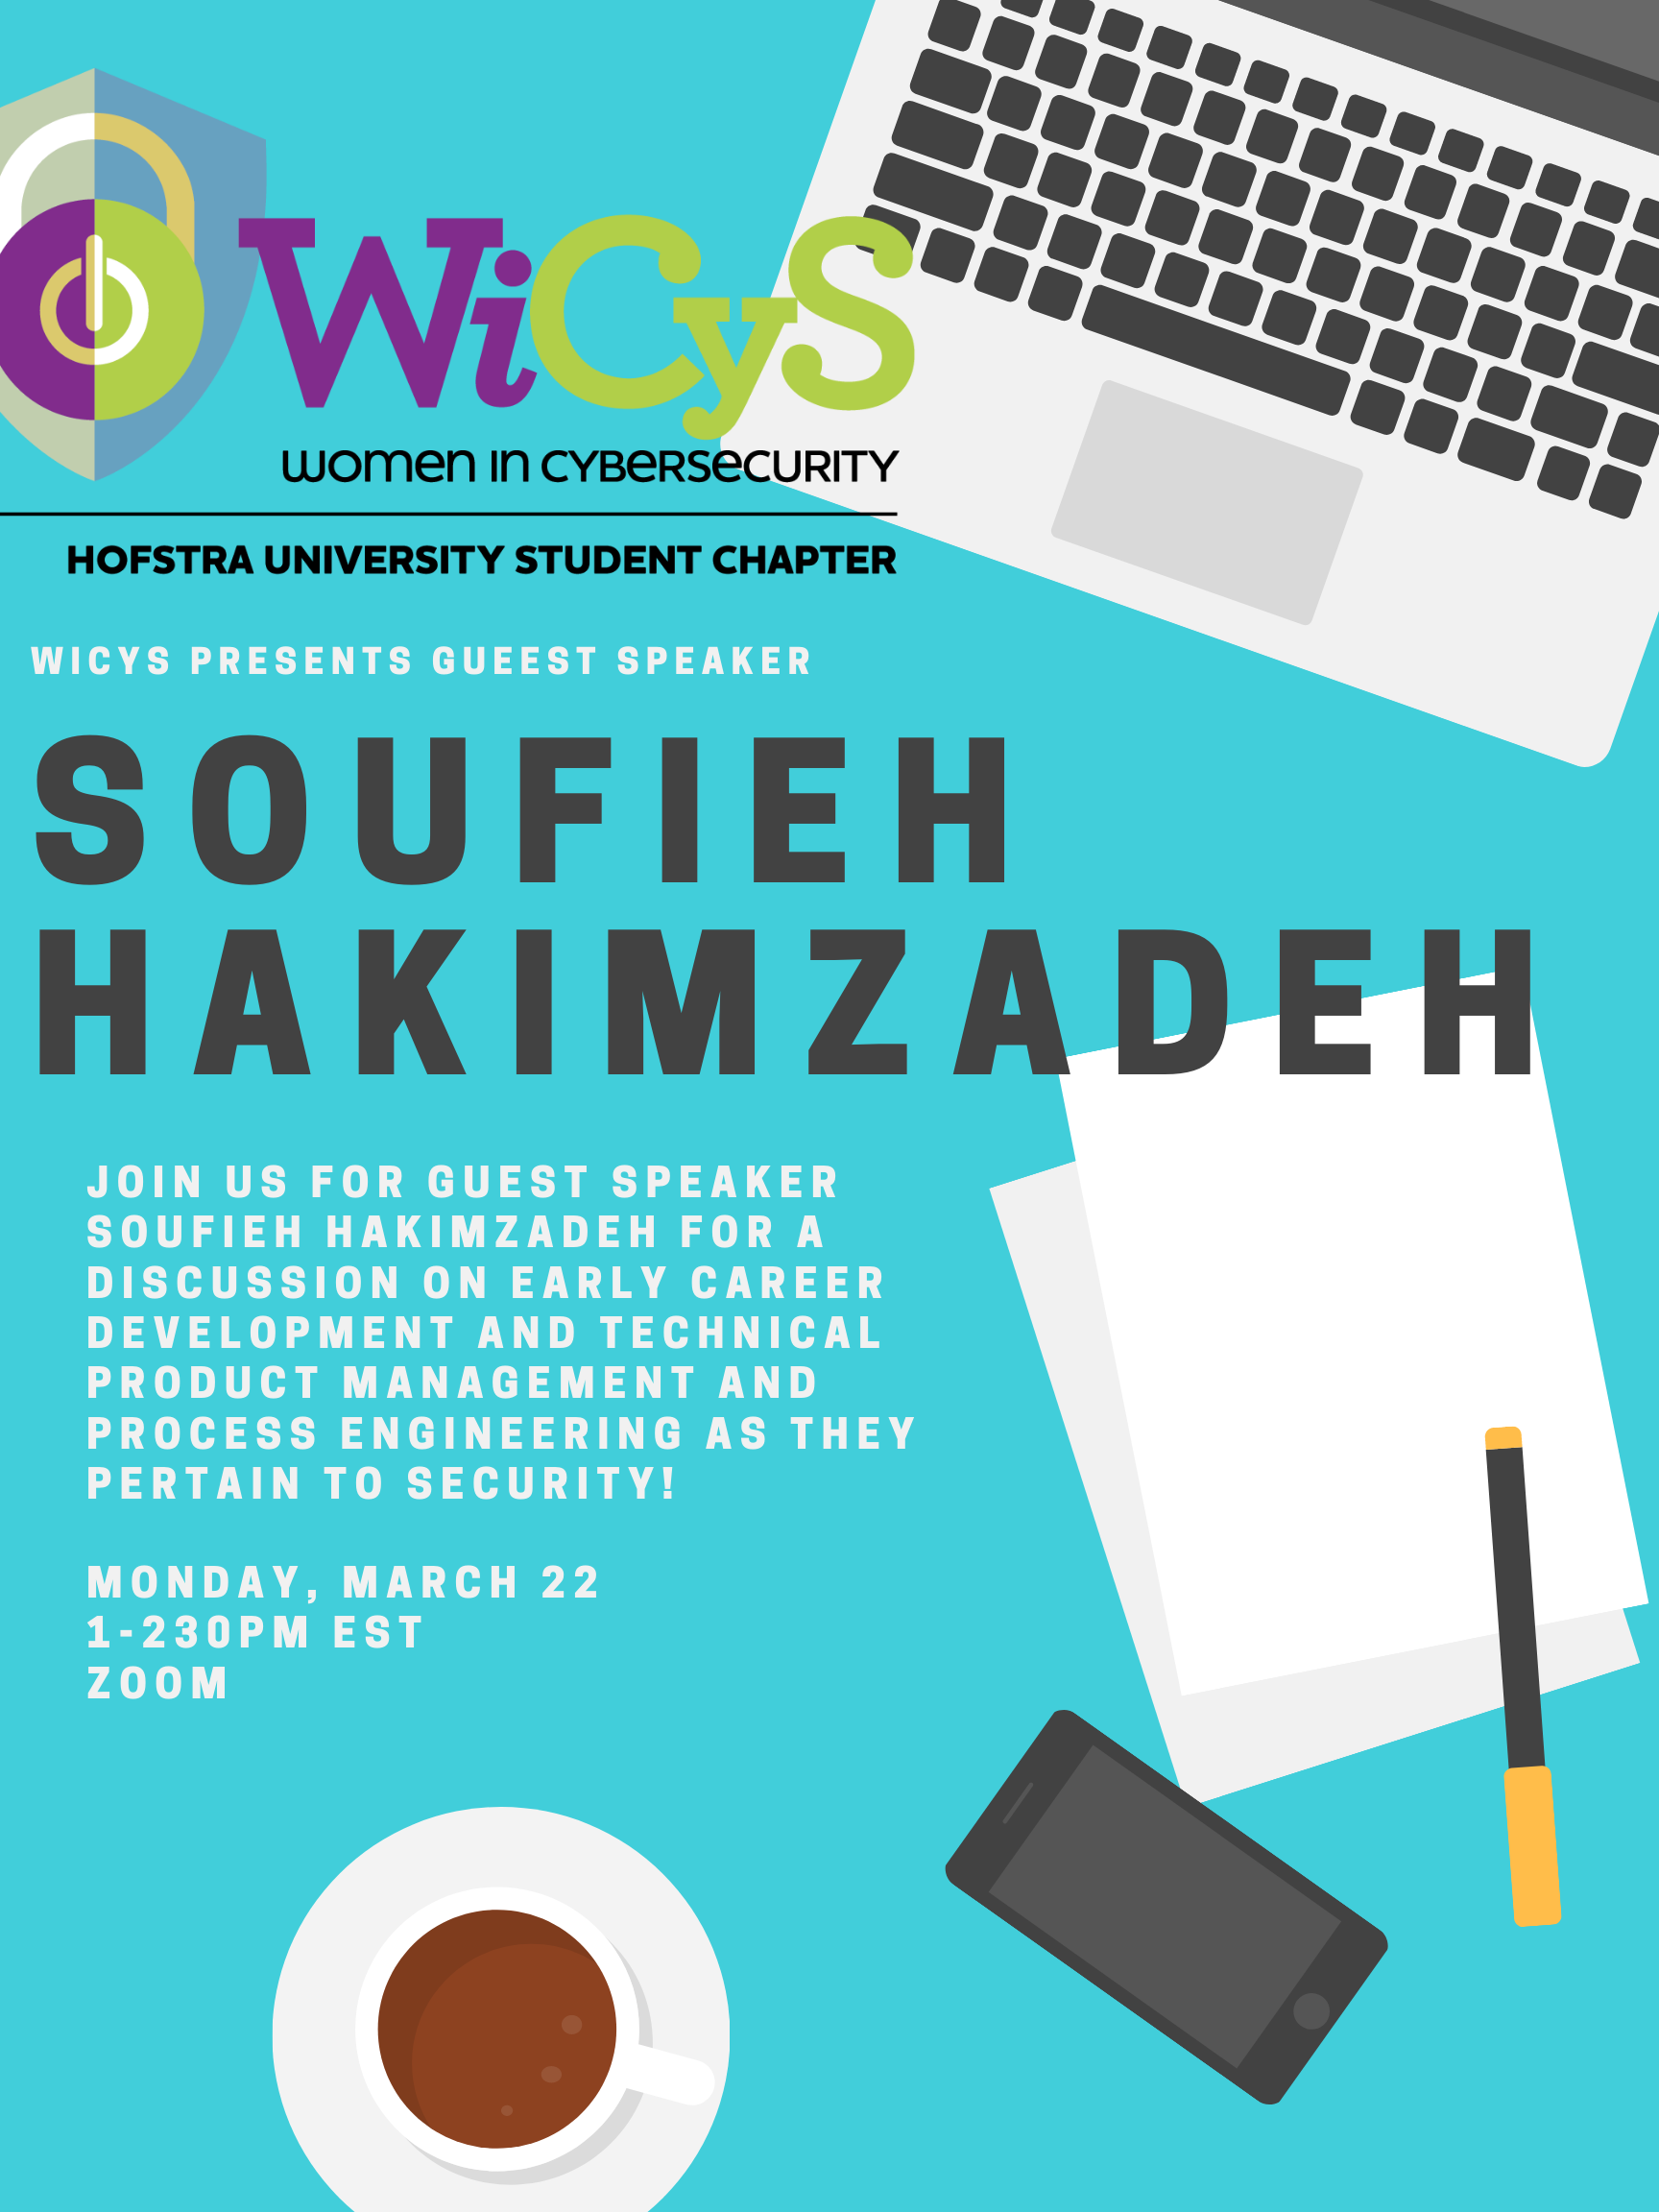 WiCyS
women in cybersecurity
HOFSTRA UNIVERSITY STUDENT CHAPTER
WICYS PRESENTS GUEEST SPEAKER
SOUFIEH
HAKIMZADEH
JOIN US FOR GUEST SPEAKER
SOUFIEH HAKIMZADEH FOR A
DISCUSSION ON EARLY CAREER
DEVELOPMENT AND TECHNICAL
PRODUCT MANAGEMENT AND
PROCESS ENGINEERING AS THEY
PERTAIN TO SECURITY!
MONDAY, MARCH 22
1-230PM EST
ZOOM